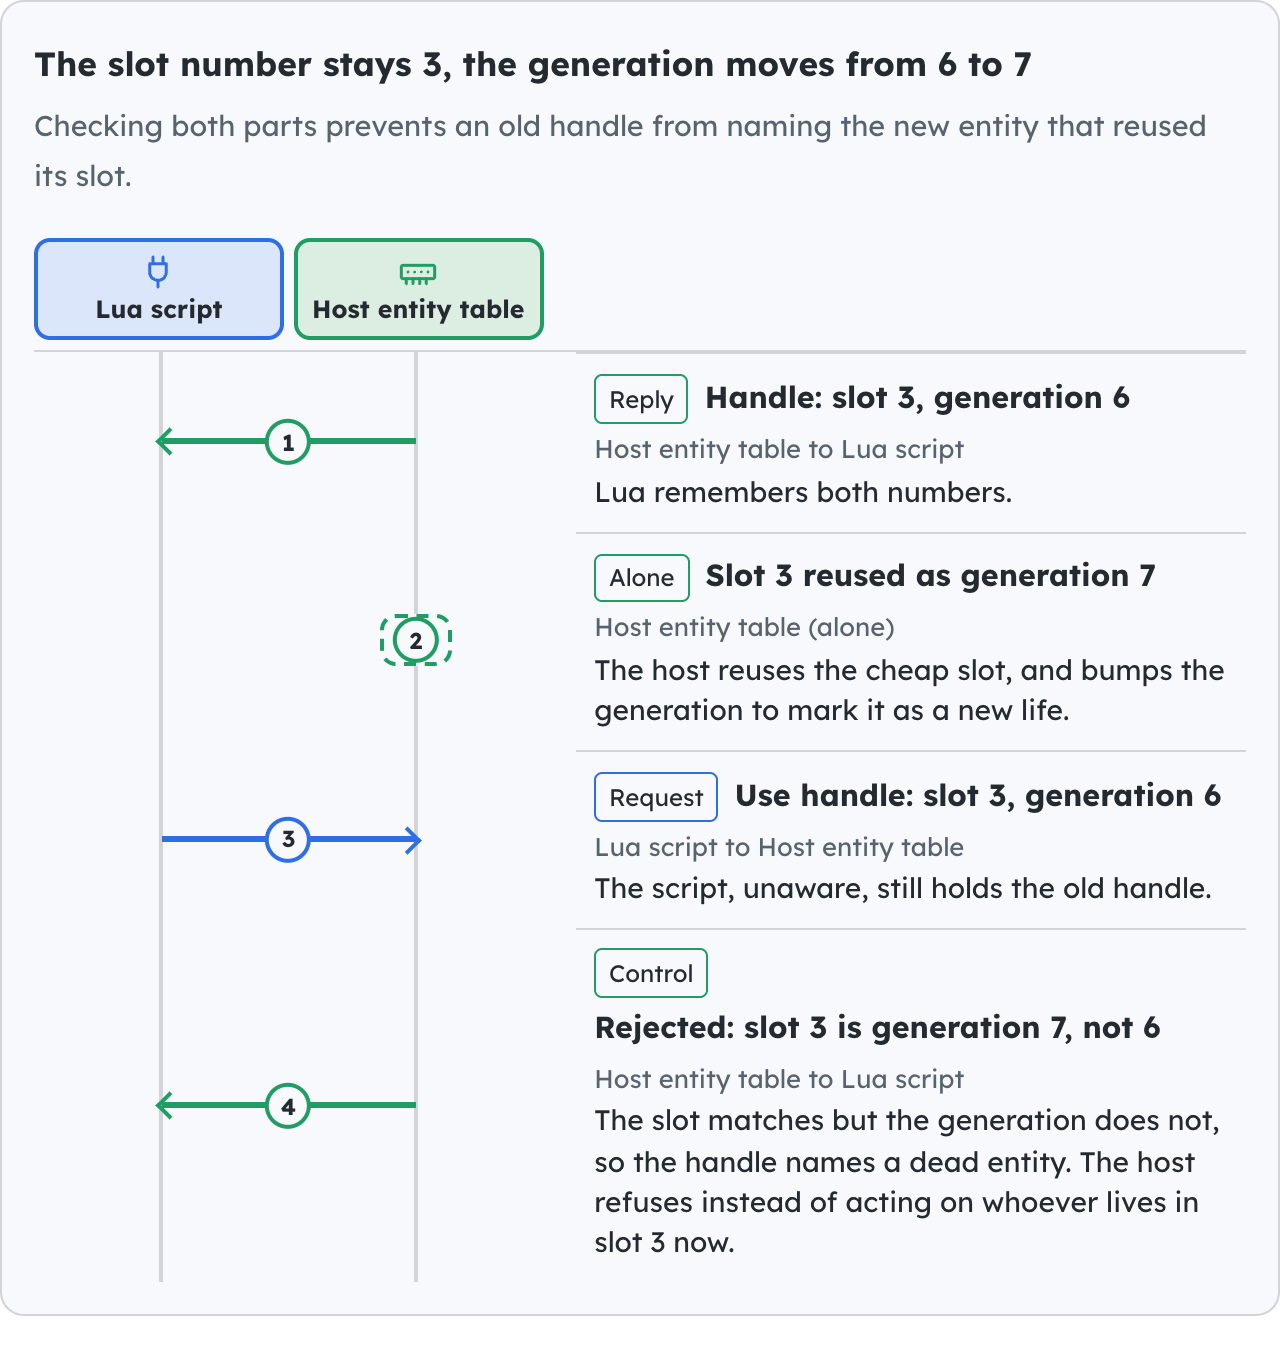 The slot number stays 3, the generation moves from 6 to 7
Checking both parts prevents an old handle from naming the new entity that reused
its slot.
Lua script
Host entity table
1
Reply
Handle: slot 3, generation 6
Host entity table to Lua script
Lua remembers both numbers.
2
Alone
Slot 3 reused as generation 7
Host entity table (alone)
The host reuses the cheap slot, and bumps the
generation to mark it as a new life.
3
Request
Use handle: slot 3, generation 6
Lua script to Host entity table
The script, unaware, still holds the old handle.
4
Control
Rejected: slot 3 is generation 7, not 6
Host entity table to Lua script
The slot matches but the generation does not,
so the handle names a dead entity. The host
refuses instead of acting on whoever lives in
slot 3 now.